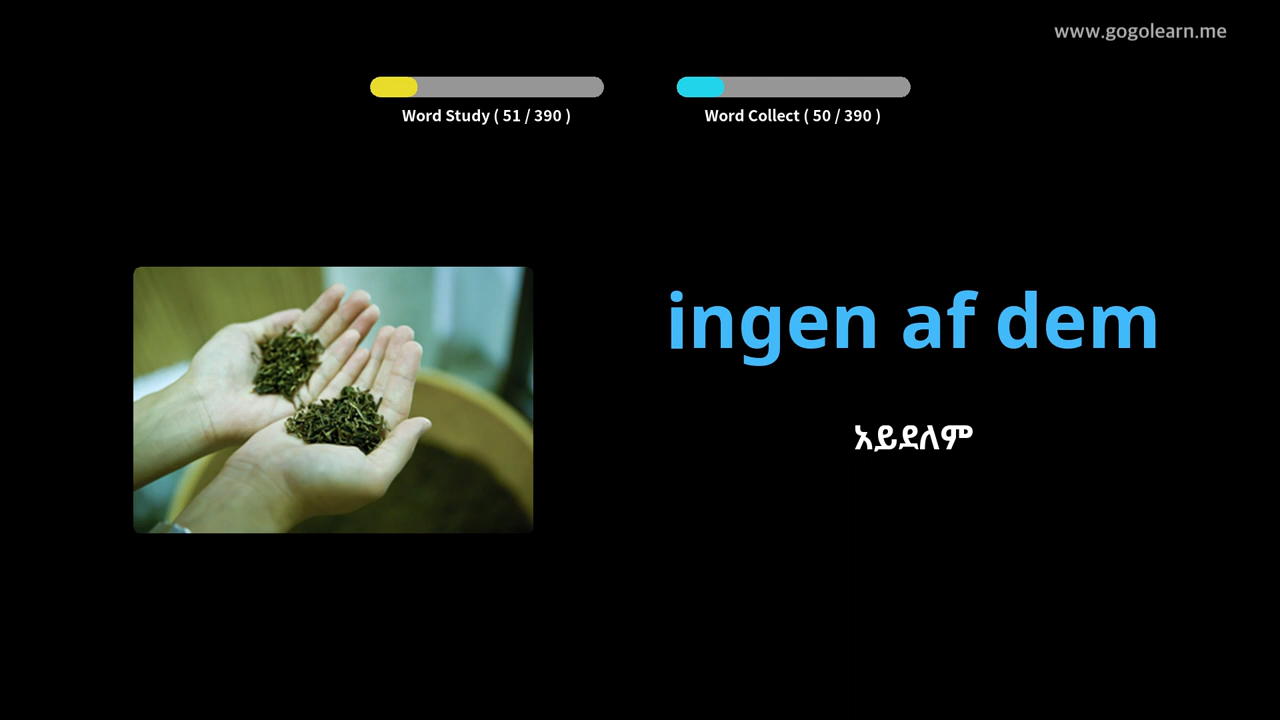 www.gogolearn.me
Word Study ( 51 / 390 )
Word Collect ( 50 / 390 )
ingen af dem
አይደለም